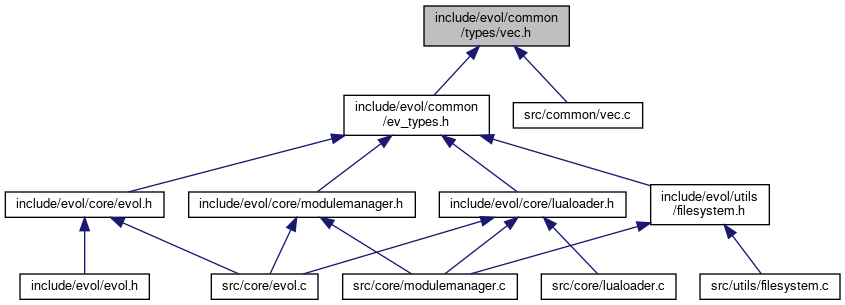 include/evol/common
/types/vec.h
include/evol/common
/ev_types.h
src/common/vec.c
include/evol/core/evol.h
include/evol/core/modulemanager.h
include/evol/core/lualoader.h
include/evol/utils
/filesystem.h
include/evol/evol.h
src/core/evol.c
src/core/modulemanager.c
src/core/lualoader.c
src/utils/filesystem.c